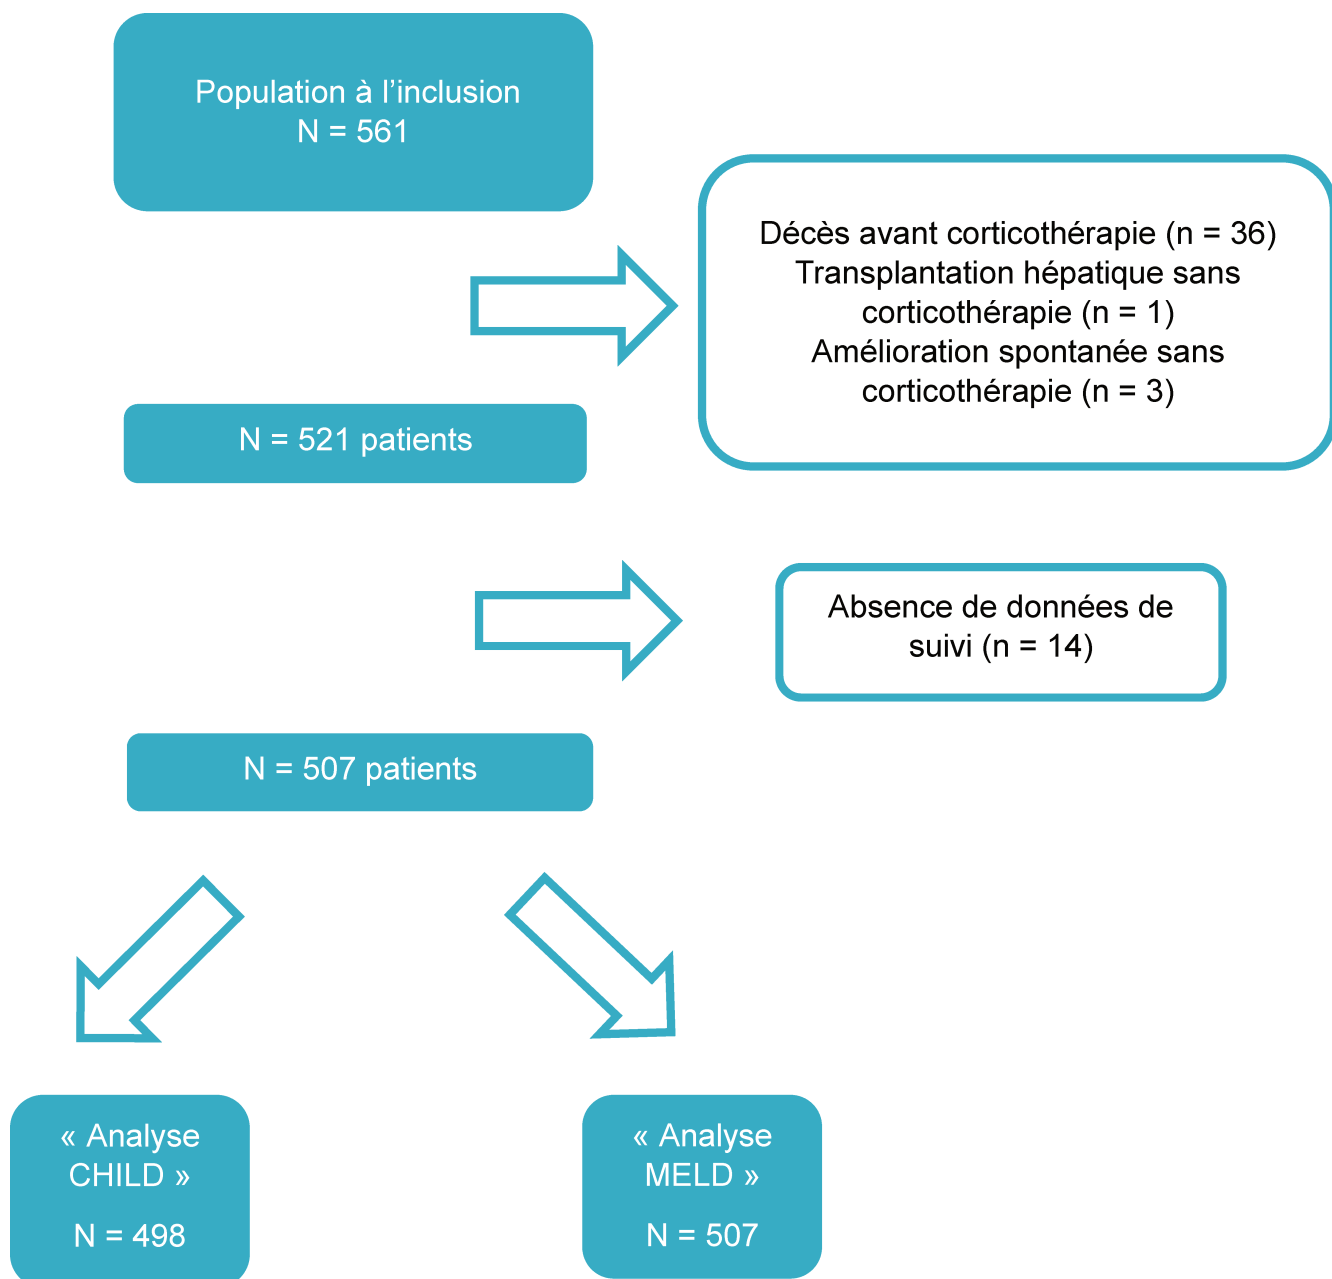 Population à l’inclusion
N = 561
Décès avant corticothérapie (n = 36)
Transplantation hépatique sans
corticothérapie (n = 1)
Amélioration spontanée sans
corticothérapie (n = 3)
N = 521 patients
Absence de données de
suivi (n = 14)
N = 507 patients
« Analyse
CHILD »
N = 498
« Analyse
MELD »
N = 507